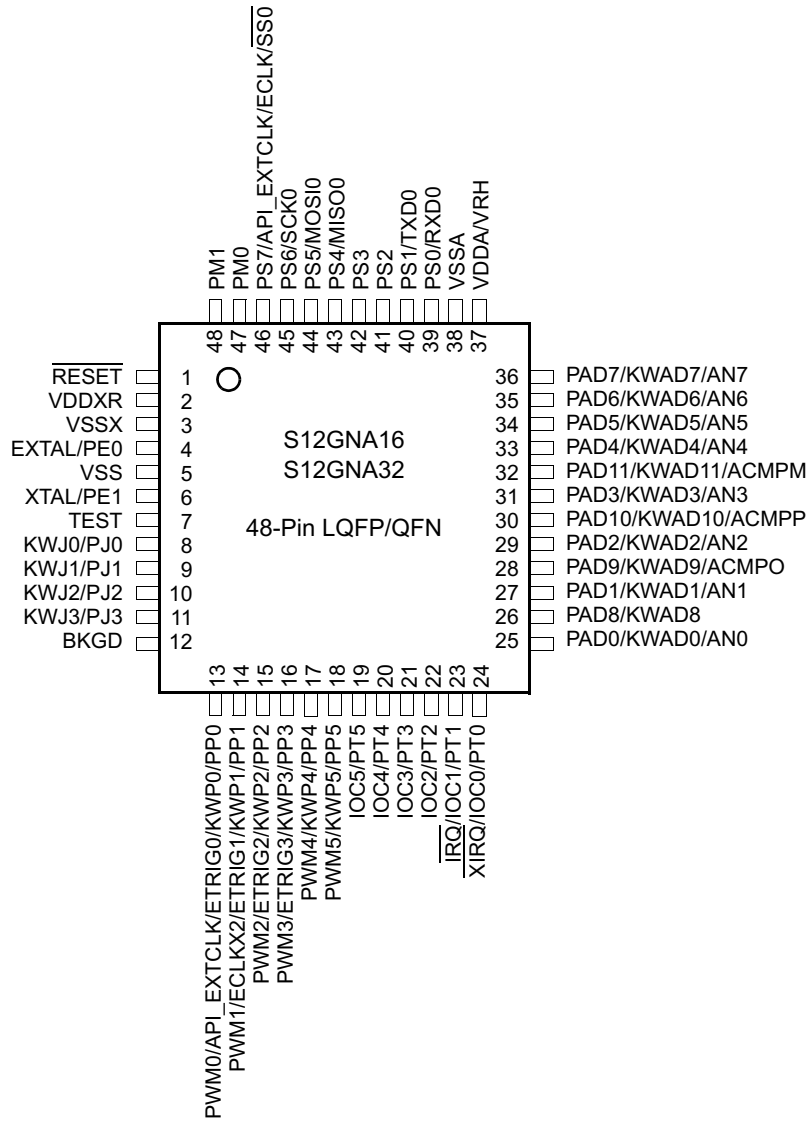 PS7/API_EXTCLK/ECLK/SS0
PM1
PM0
PS6/SCK0
PS5/MOSI0
PS4/MISO0
PS3
PS2
PS1/TXD0
PS0/RXD0
VSSA
VDDA/VRH
48
47
46
45
44
43
42
41
40
39
38
37
RESET 1
VDDXR 2
VSSX 3
EXTAL/PE0 4
VSS 5
XTAL/PE1 6
TEST 7
KWJ0/PJ0 8
KWJ1/PJ1 9
KWJ2/PJ2 10
KWJ3/PJ3 11
BKGD 12
S12GNA16
S12GNA32
48-Pin LQFP/QFN
36 PAD7/KWAD7/AN7
35 PAD6/KWAD6/AN6
34 PAD5/KWAD5/AN5
33 PAD4/KWAD4/AN4
32 PAD11/KWAD11/ACMPM
31 PAD3/KWAD3/AN3
30 PAD10/KWAD10/ACMPP
29 PAD2/KWAD2/AN2
28 PAD9/KWAD9/ACMPO
27 PAD1/KWAD1/AN1
26 PAD8/KWAD8
25 PAD0/KWAD0/AN0
13
14
15
16
17
18
19
20
21
22
23
24
PWM0/API_EXTCLK/ETRIG0/KWP0/PP0
PWM1/ECLKX2/ETRIG1/KWP1/PP1
PWM2/ETRIG2/KWP2/PP2
PWM3/ETRIG3/KWP3/PP3
PWM4/KWP4/PP4
PWM5/KWP5/PP5
IOC5/PT5
IOC4/PT4
IOC3/PT3
IOC2/PT2
IRQ/IOC1/PT1
XIRQ/IOC0/PT0